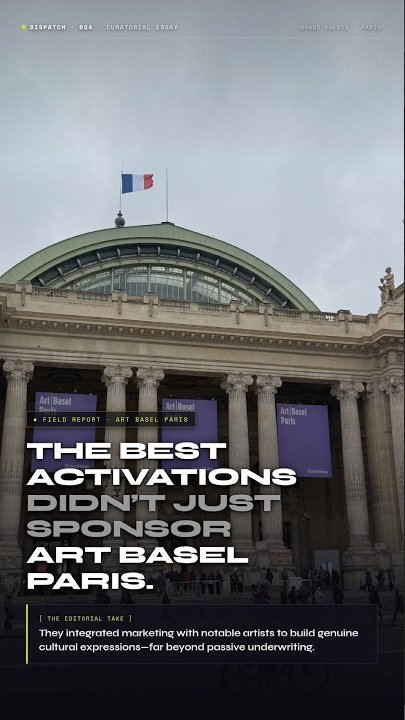 DISPATCH · 026 / CURATORIAL ESSAY
GRAND PALAIS · PARIS
Art|Basel
Paris
Art|Basel
Art|Basel
Paris
GrandPalais
◆ FIELD REPORT · ART BASEL PARIS
THE BEST
ACTIVATIONS
DIDN'T JUST
SPONSOR
ART BASEL
PARIS.
[ THE EDITORIAL TAKE ]
They integrated marketing with notable artists to build genuine
cultural expressions—far beyond passive underwriting.